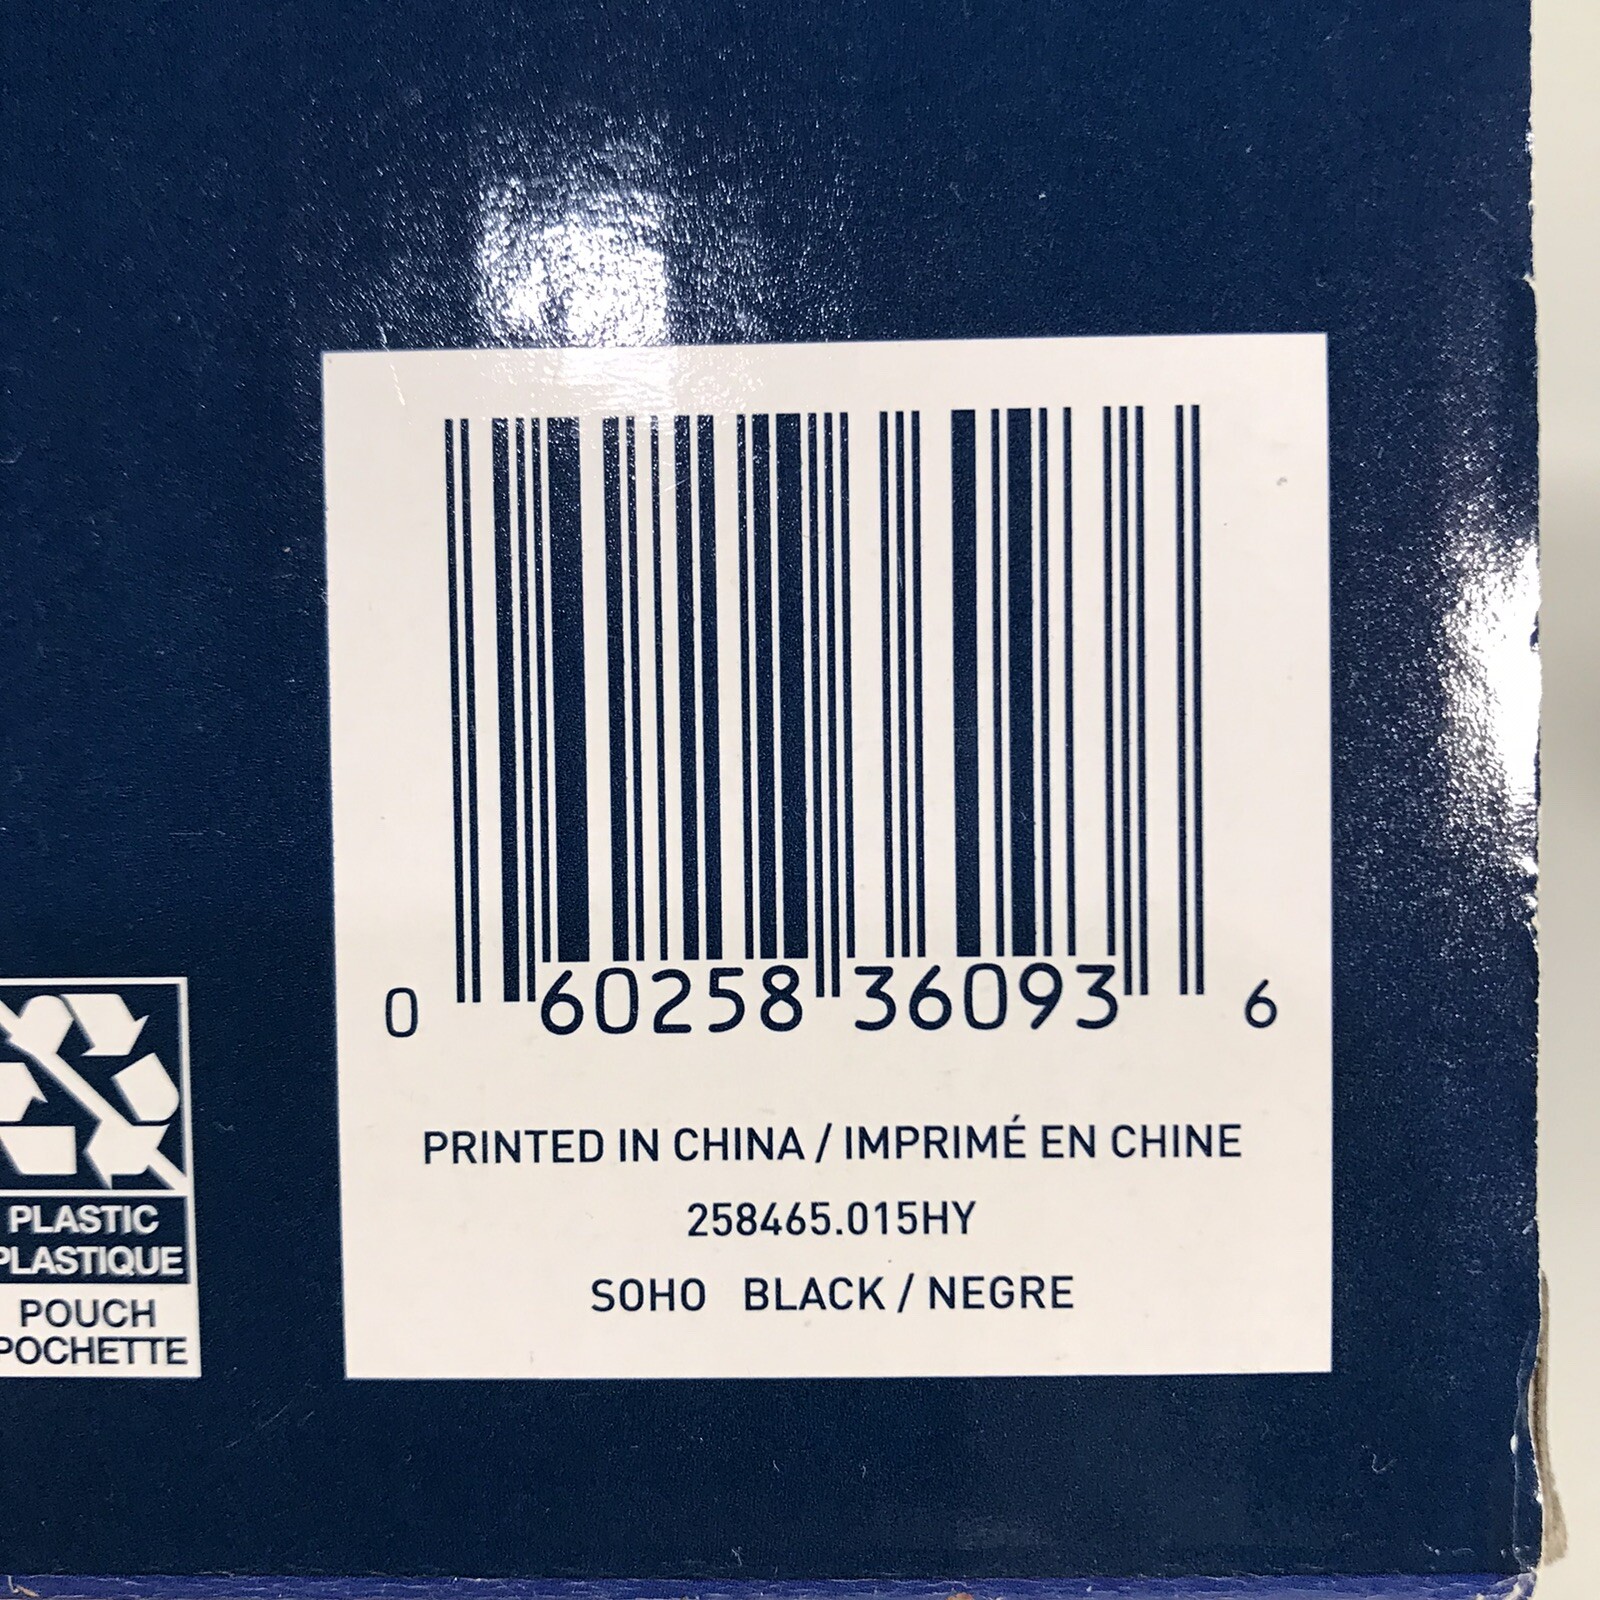 0 60258 36093 6
PRINTED IN CHINA / IMPRIMÉ EN CHINE
258465.015HY
SOHO BLACK / NEGRE
PLASTIC
PLASTIQUE
POUCH
POCHETTE